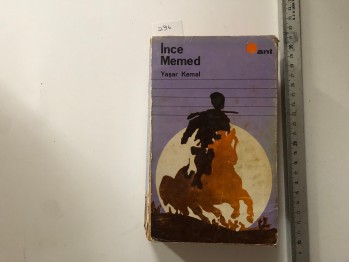 İnce
Memed
Yaşar Kemal
ant